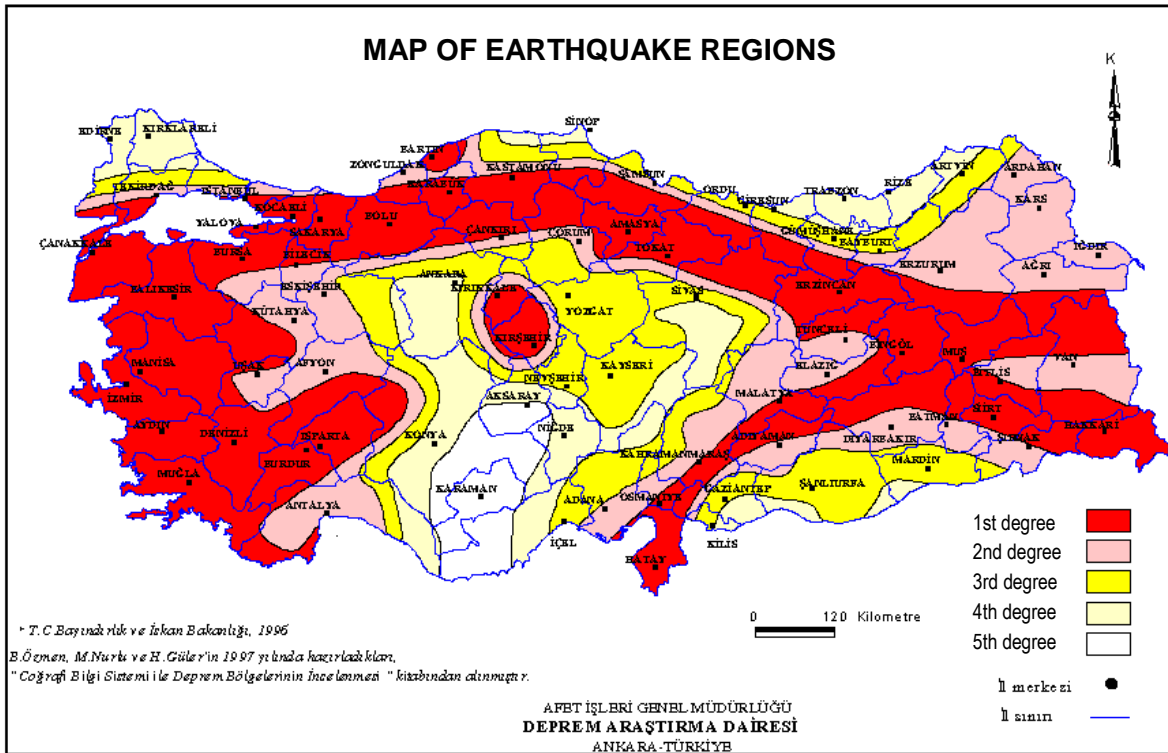 MAP OF EARTHQUAKE REGIONS
K
SİNOP
EDİRNE
KIRKLARELİ
BARTIN
ZONGULDAK
KASTAMONU
KARABÜK
SAMSUN
ARTVİN
ARDAHAN
TEKİRDAĞ
İSTANBUL
ORDU
TRABZON
RİZE
KOCAELİ
GİRESUN
KARS
YALOVA
SAKARYA
BOLU
AMASYA
GÜMÜŞHANE
BAYBURT
ÇANAKKALE
ÇANKIRI
ÇORUM
TOKAT
IĞDIR
BURSA
BİLECİK
ERZURUM
AĞRI
ANKARA
ESKİŞEHİR
KIRIKKALE
SİVAS
ERZİNCAN
BALIKESİR
KÜTAHYA
YOZGAT
KIRŞEHİR
TUNCELİ
BİNGÖL
MUŞ
VAN
MANİSA
UŞAK
AFYON
NEVŞEHİR
KAYSERİ
ELAZIĞ
BİTLİS
İZMİR
AKSARAY
MALATYA
SİİRT
AYDIN
DENİZLİ
ISPARTA
KONYA
NİĞDE
ADIYAMAN
DİYARBAKIR
BATMAN
ŞIRNAK
HAKKARİ
BURDUR
KAHRAMANMARAŞ
MARDİN
MUĞLA
KARAMAN
ADANA
OSMANİYE
GAZİANTEP
ŞANLIURFA
ANTALYA
İÇEL
KİLİS
HATAY
1st degree
2nd degree
3rd degree
4th degree
5th degree
0 120 Kilometre
* T.C.Bayındırlık ve İskan Bakanlığı, 1996
B.Özmen, M.Nurlu ve H.Güler'in 1997 yılında hazırladıkları,
" Coğrafi Bilgi Sistemi ile Deprem Bölgelerinin İncelenmesi " kitabından alınmıştır.
İl merkezi
İl sınırı
AFET İŞLERİ GENEL MÜDÜRLÜĞÜ
DEPREM ARAŞTIRMA DAİRESİ
ANKARA-TÜRKİYE